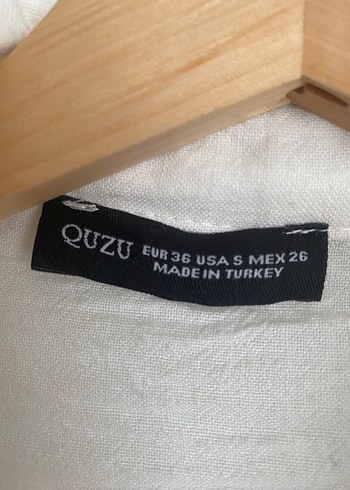 QUZU EUR 36 USA S MEX 26
MADE IN TURKEY